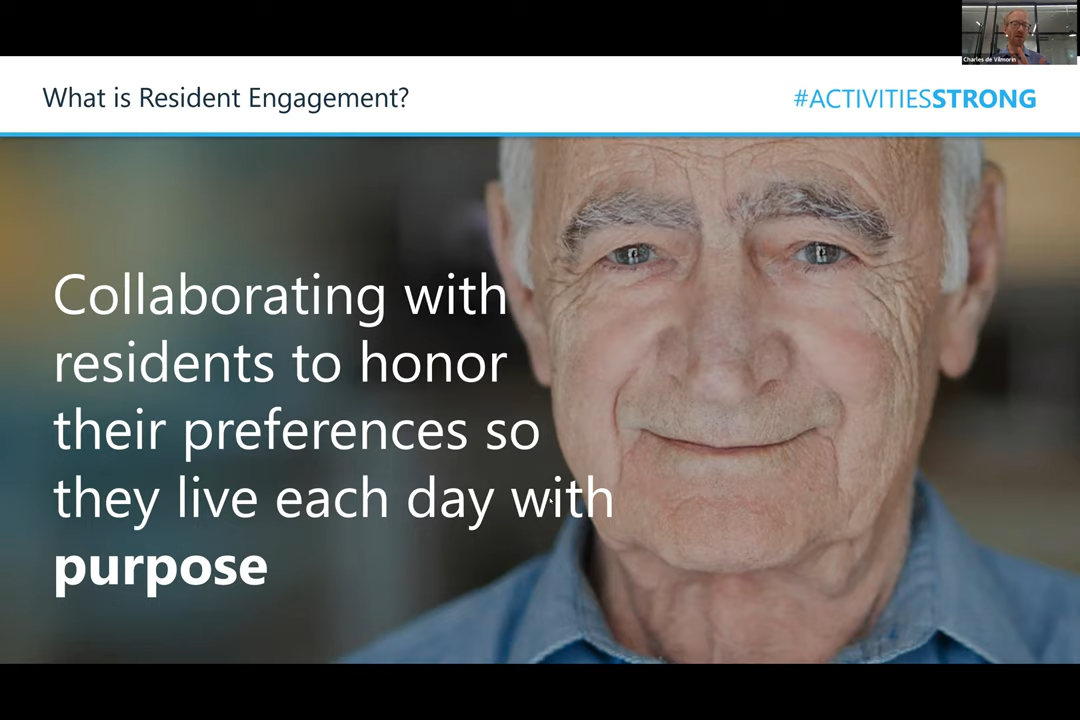 Charles de Vilmorin
What is Resident Engagement?
#ACTIVITIESSTRONG
Collaborating with
residents to honor
their preferences so
they live each day with
purpose